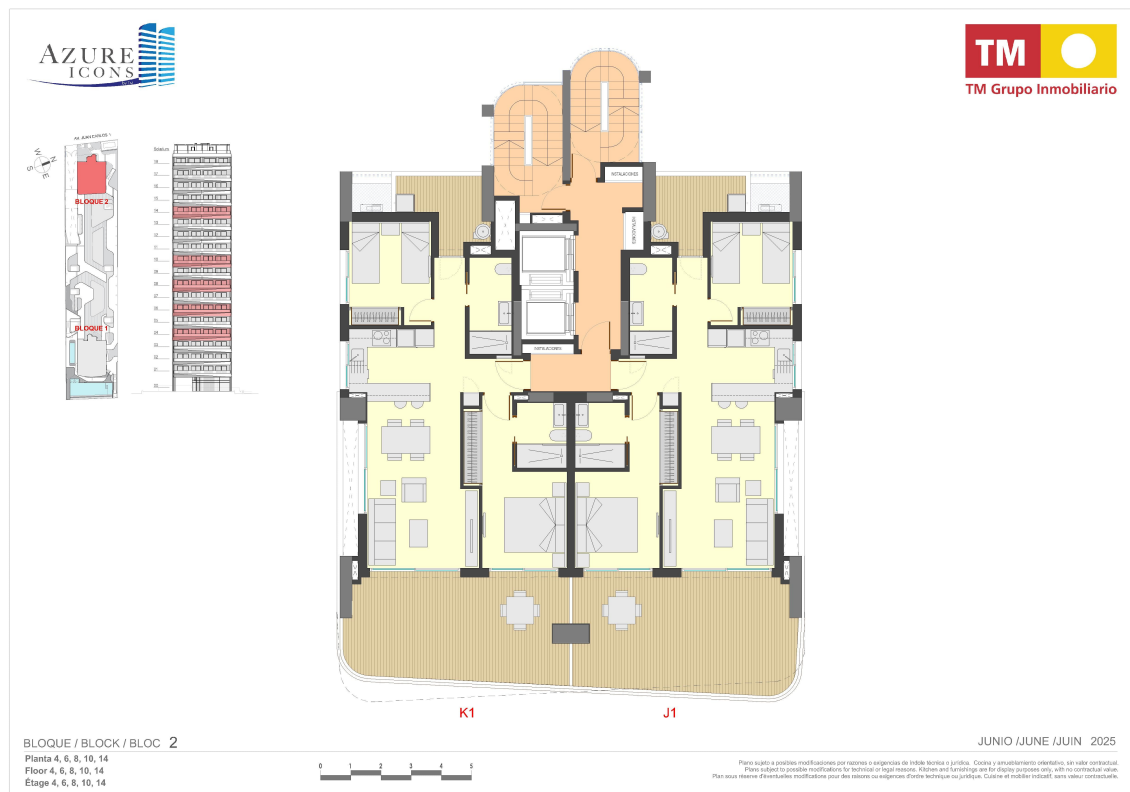 AZURE
ICONS
TM
TM Grupo Inmobiliario
AV. JUAN CARLOS 1
W
N
S
E
BLOQUE 2
BLOQUE 1
INSTALACIONES
INSTALACIONES
INSTALACIONES
K1
J1
BLOQUE / BLOCK / BLOC 2
Planta 4, 6, 8, 10, 14
Floor 4, 6, 8, 10, 14
Étage 4, 6, 8, 10, 14
0 1 2 3 4 5
JUNIO /JUNE /JUIN 2025
Plano sujeto a posibles modificaciones por razones o exigencias de índole técnica o jurídica. Cocina y amueblamiento orientativo, sin valor contractual.
Plans subject to possible modifications for technical or legal reasons. Kitchen and furnishings are for display purposes only, with no contractual value.
Plan sous réserve d'éventuelles modifications pour des raisons ou exigences d'ordre technique ou juridique. Cuisine et mobilier indicatif, sans valeur contractuelle.